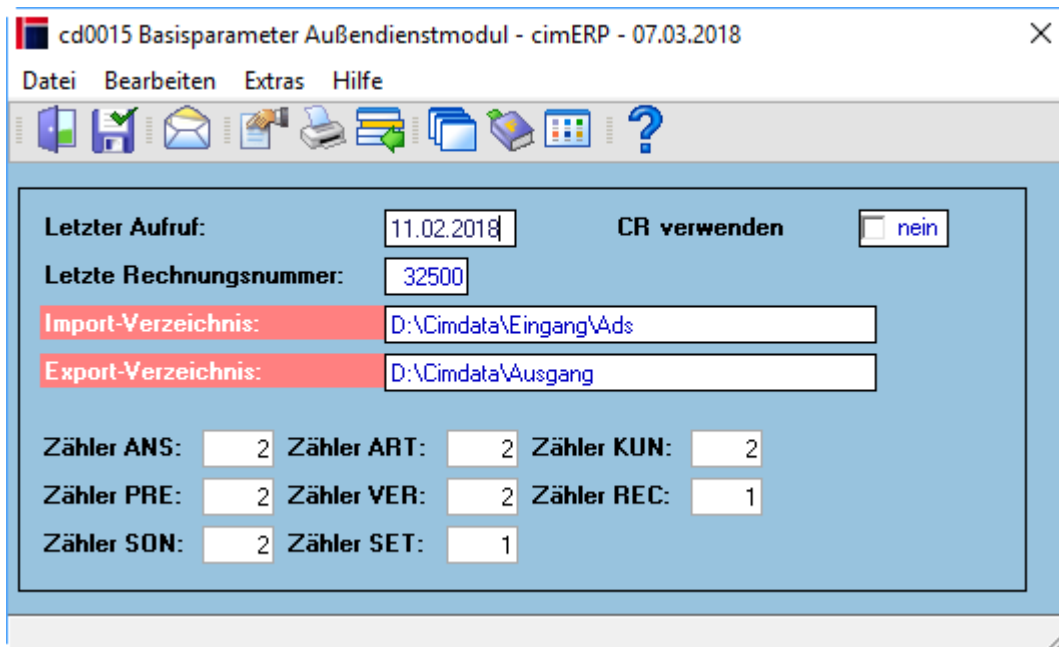 cd0015 Basisparameter Außendienstmodul - cimERP - 07.03.2018
Datei Bearbeiten Extras Hilfe
Letzter Aufruf: 11.02.2018 CR verwenden nein
Letzte Rechnungsnummer: 32500
Import-Verzeichnis: D:\Cimdata\Eingang\Ads
Export-Verzeichnis: D:\Cimdata\Ausgang
Zähler ANS: 2 Zähler ART: 2 Zähler KUN: 2
Zähler PRE: 2 Zähler VER: 2 Zähler REC: 1
Zähler SON: 2 Zähler SET: 1